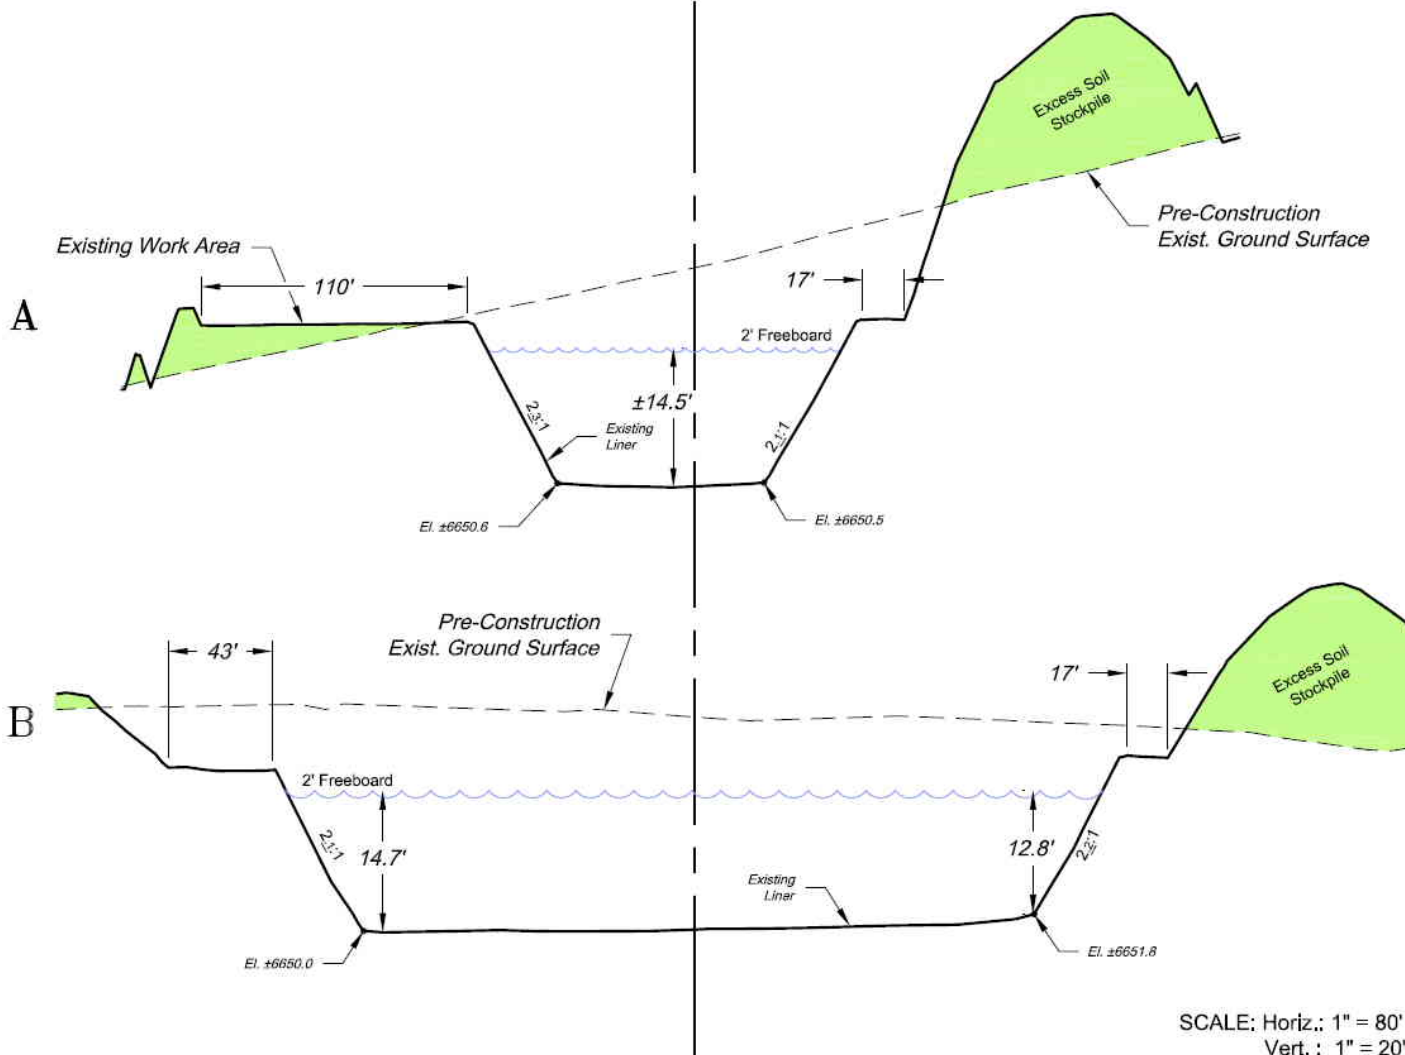 Excess Soil
Stockpile
Pre-Construction
Exist. Ground Surface
Existing Work Area
110'
17'
A
2' Freeboard
±14.5'
2.3:1
Existing
Liner
2.1:1
El. ±6650.6
El. ±6650.5
Pre-Construction
Exist. Ground Surface
43'
17'
Excess Soil
Stockpile
B
2' Freeboard
2.1:1
14.7'
12.8'
2.2:1
Existing
Liner
El. ±6650.0
El. ±6651.8
SCALE: Horiz.: 1" = 80'
Vert. : 1" = 20'